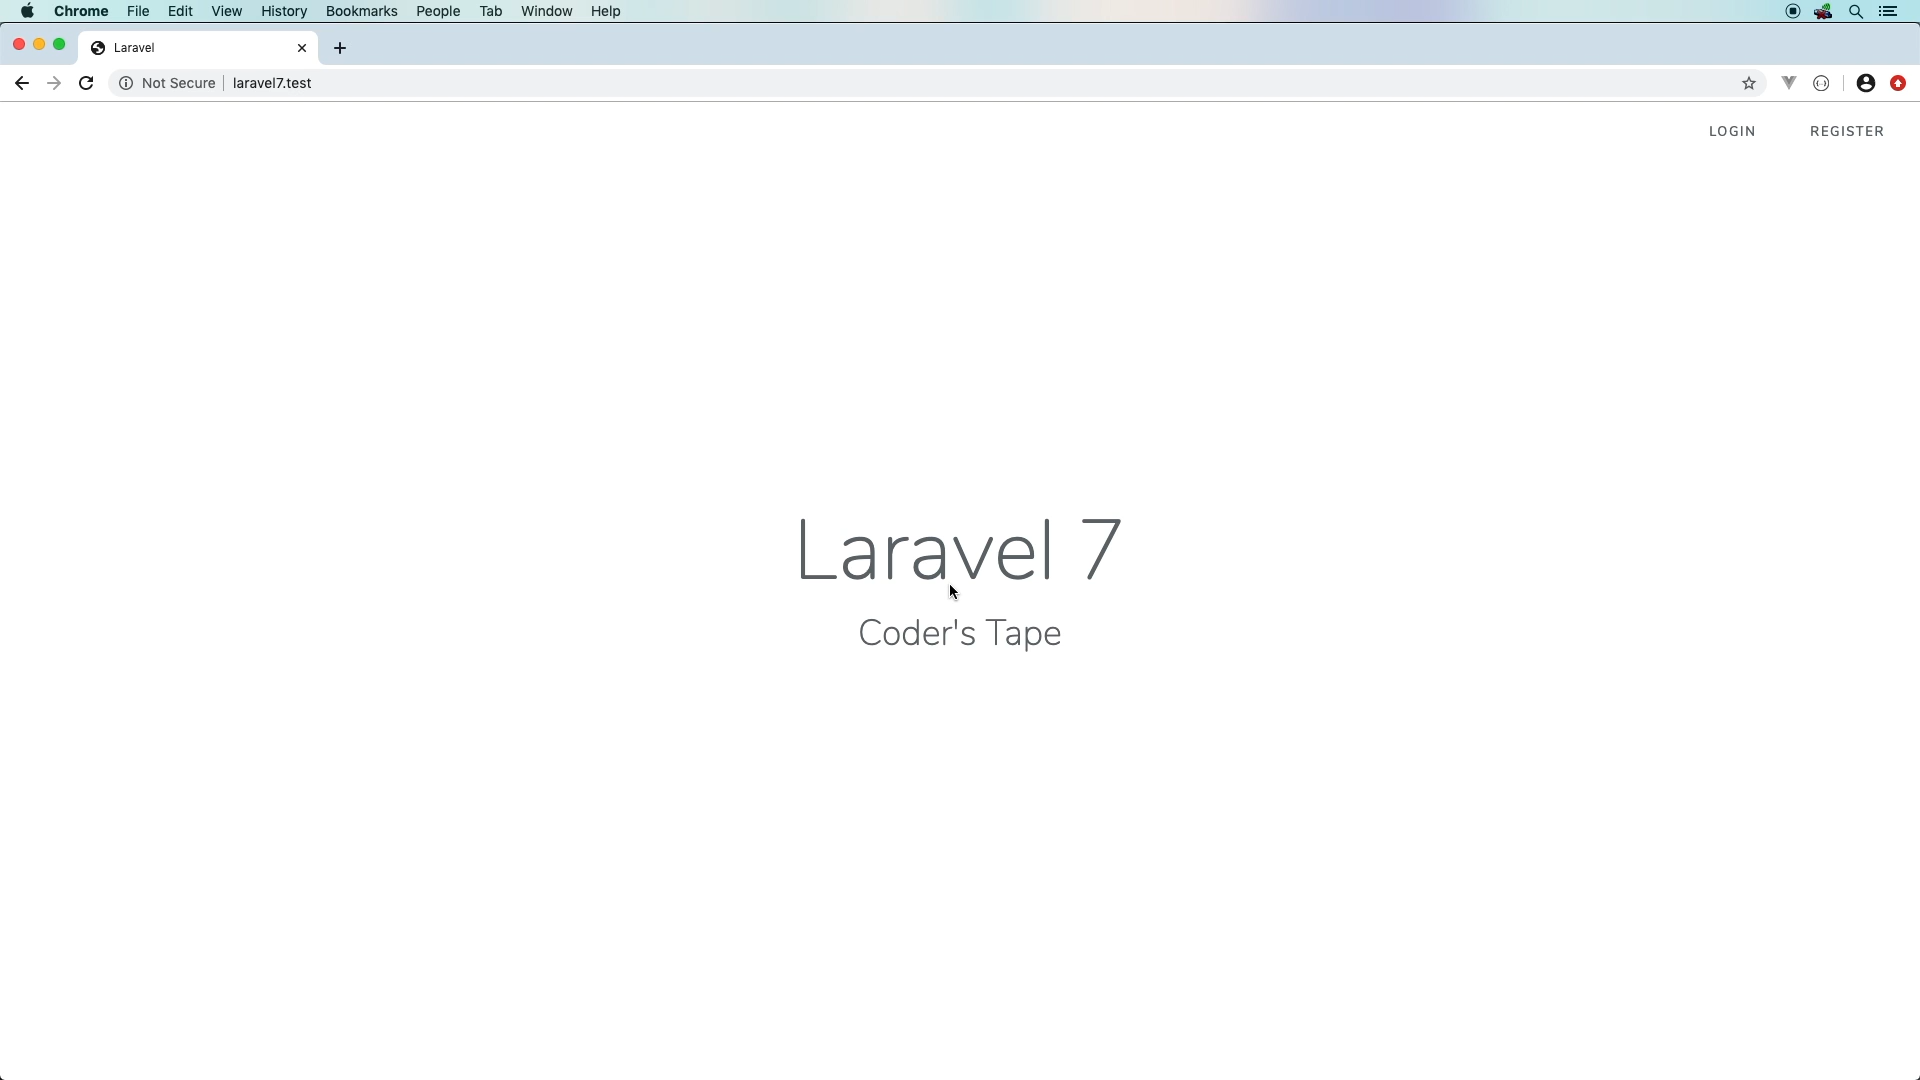 Chrome File Edit View History Bookmarks People Tab Window Help
Laravel
Not Secure laravel7.test
LOGIN REGISTER
Laravel 7
Coder's Tape